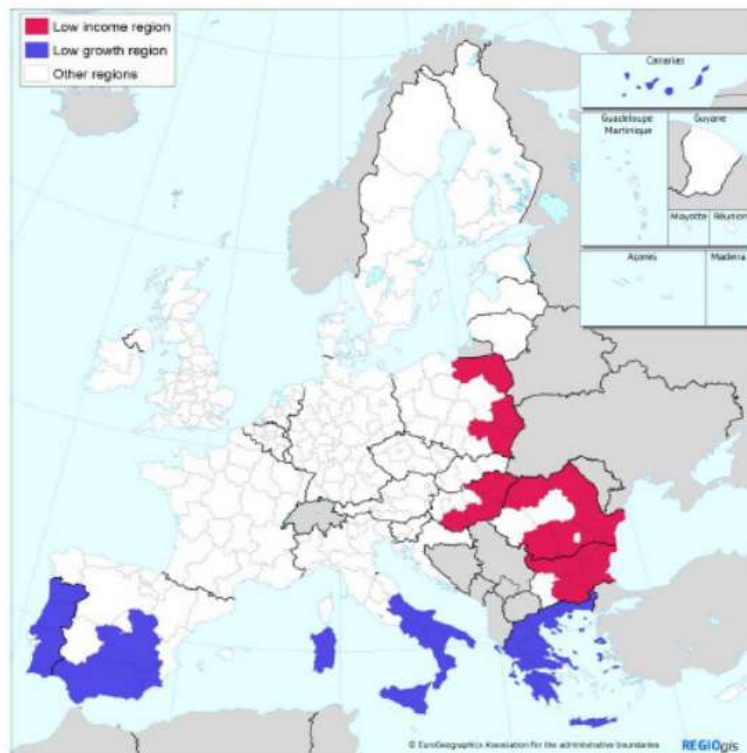 Low income region
Low growth region
Other regions
Canarias
Guadeloupe
Martinique
Guyane
Mayotte
Réunion
Açores
Madeira
© EuroGeographics Association for the administrative boundaries
REGIOgis